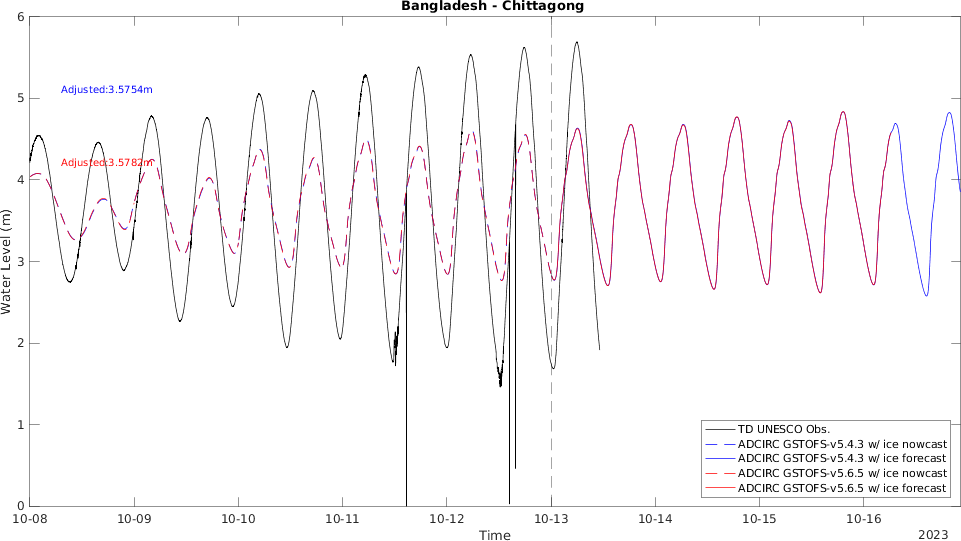 Bangladesh - Chittagong
6
5
4
3
2
1
0
Water Level (m)
Adjusted:3.5754m
Adjusted:3.5782m
TD UNESCO Obs.
ADCIRC GSTOFS-v5.4.3 w/ ice nowcast
ADCIRC GSTOFS-v5.4.3 w/ ice forecast
ADCIRC GSTOFS-v5.6.5 w/ ice nowcast
ADCIRC GSTOFS-v5.6.5 w/ ice forecast
10-08 10-09 10-10 10-11 10-12 10-13 10-14 10-15 10-16
Time
2023